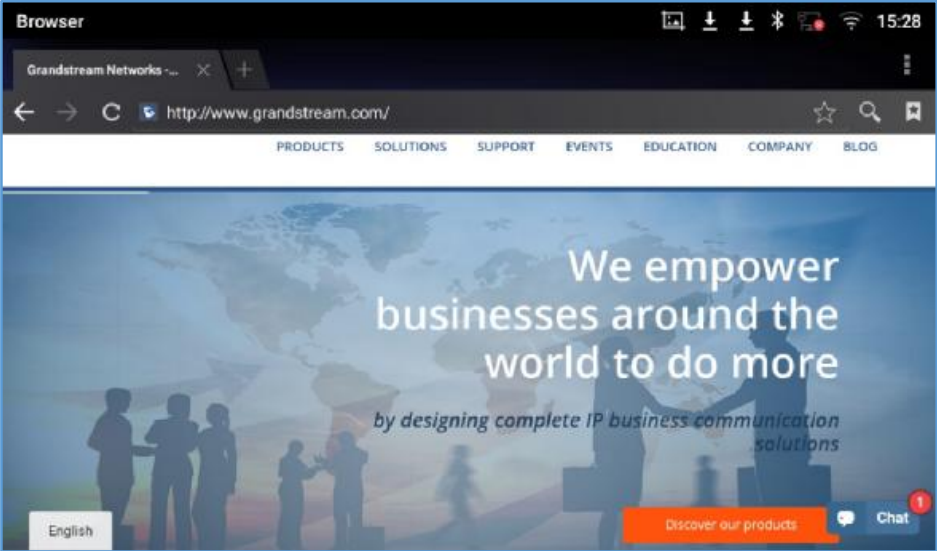 Browser 15:28
Grandstream Networks -...
http://www.grandstream.com/
PRODUCTS SOLUTIONS SUPPORT EVENTS EDUCATION COMPANY BLOG
We empower
businesses around the
world to do more
by designing complete IP business communication
solutions
English
Discover our products
Chat 1